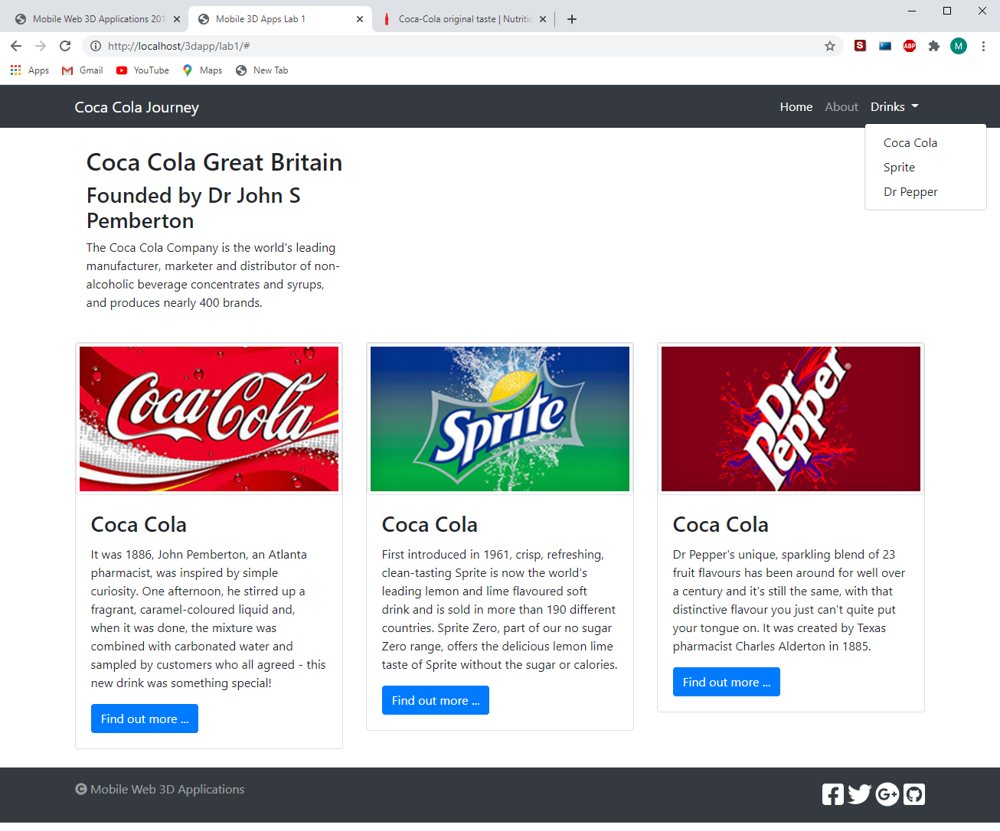 Mobile Web 3D Applications 201
Mobile 3D Apps Lab 1
Coca-Cola original taste | Nutritic
http://localhost/3dapp/lab1/#
S
ABP
M
Apps Gmail YouTube Maps New Tab
Coca Cola Journey
Home About Drinks
Coca Cola
Sprite
Dr Pepper
Coca Cola Great Britain
Founded by Dr John S
Pemberton
The Coca Cola Company is the world's leading
manufacturer, marketer and distributor of non-
alcoholic beverage concentrates and syrups,
and produces nearly 400 brands.
Coca-Cola
Sprite
Dr Pepper
Coca Cola
It was 1886, John Pemberton, an Atlanta
pharmacist, was inspired by simple
curiosity. One afternoon, he stirred up a
fragrant, caramel-coloured liquid and,
when it was done, the mixture was
combined with carbonated water and
sampled by customers who all agreed - this
new drink was something special!
Find out more ...
Coca Cola
First introduced in 1961, crisp, refreshing,
clean-tasting Sprite is now the world's
leading lemon and lime flavoured soft
drink and is sold in more than 190 different
countries. Sprite Zero, part of our no sugar
Zero range, offers the delicious lemon lime
taste of Sprite without the sugar or calories.
Find out more ...
Coca Cola
Dr Pepper's unique, sparkling blend of 23
fruit flavours has been around for well over
a century and it's still the same, with that
distinctive flavour you just can't quite put
your tongue on. It was created by Texas
pharmacist Charles Alderton in 1885.
Find out more ...
© Mobile Web 3D Applications